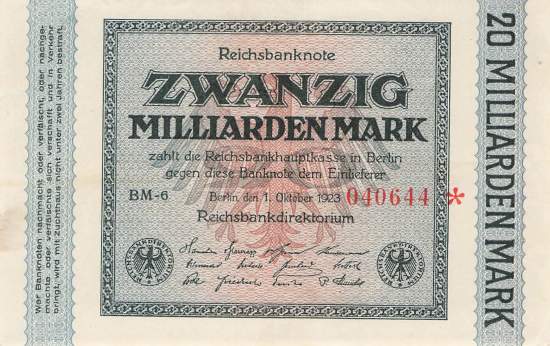 Wer Banknoten nachmacht oder verfälscht, oder nachge-
machte oder verfälschte sich verschafft und in Verkehr
bringt, wird mit Zuchthaus nicht unter zwei Jahren bestraft.
Reichsbanknote
ZWANZIG
MILLIARDEN MARK
zahlt die Reichsbankhauptkasse in Berlin
gegen diese Banknote dem Einlieferer
BM-6 Berlin, den 1. Oktober 1923 040644 *
Reichsbankdirektorium
REICHSBANKDIREKTORIUM
REICHSBANKDIREKTORIUM
20 MILLIARDEN MARK